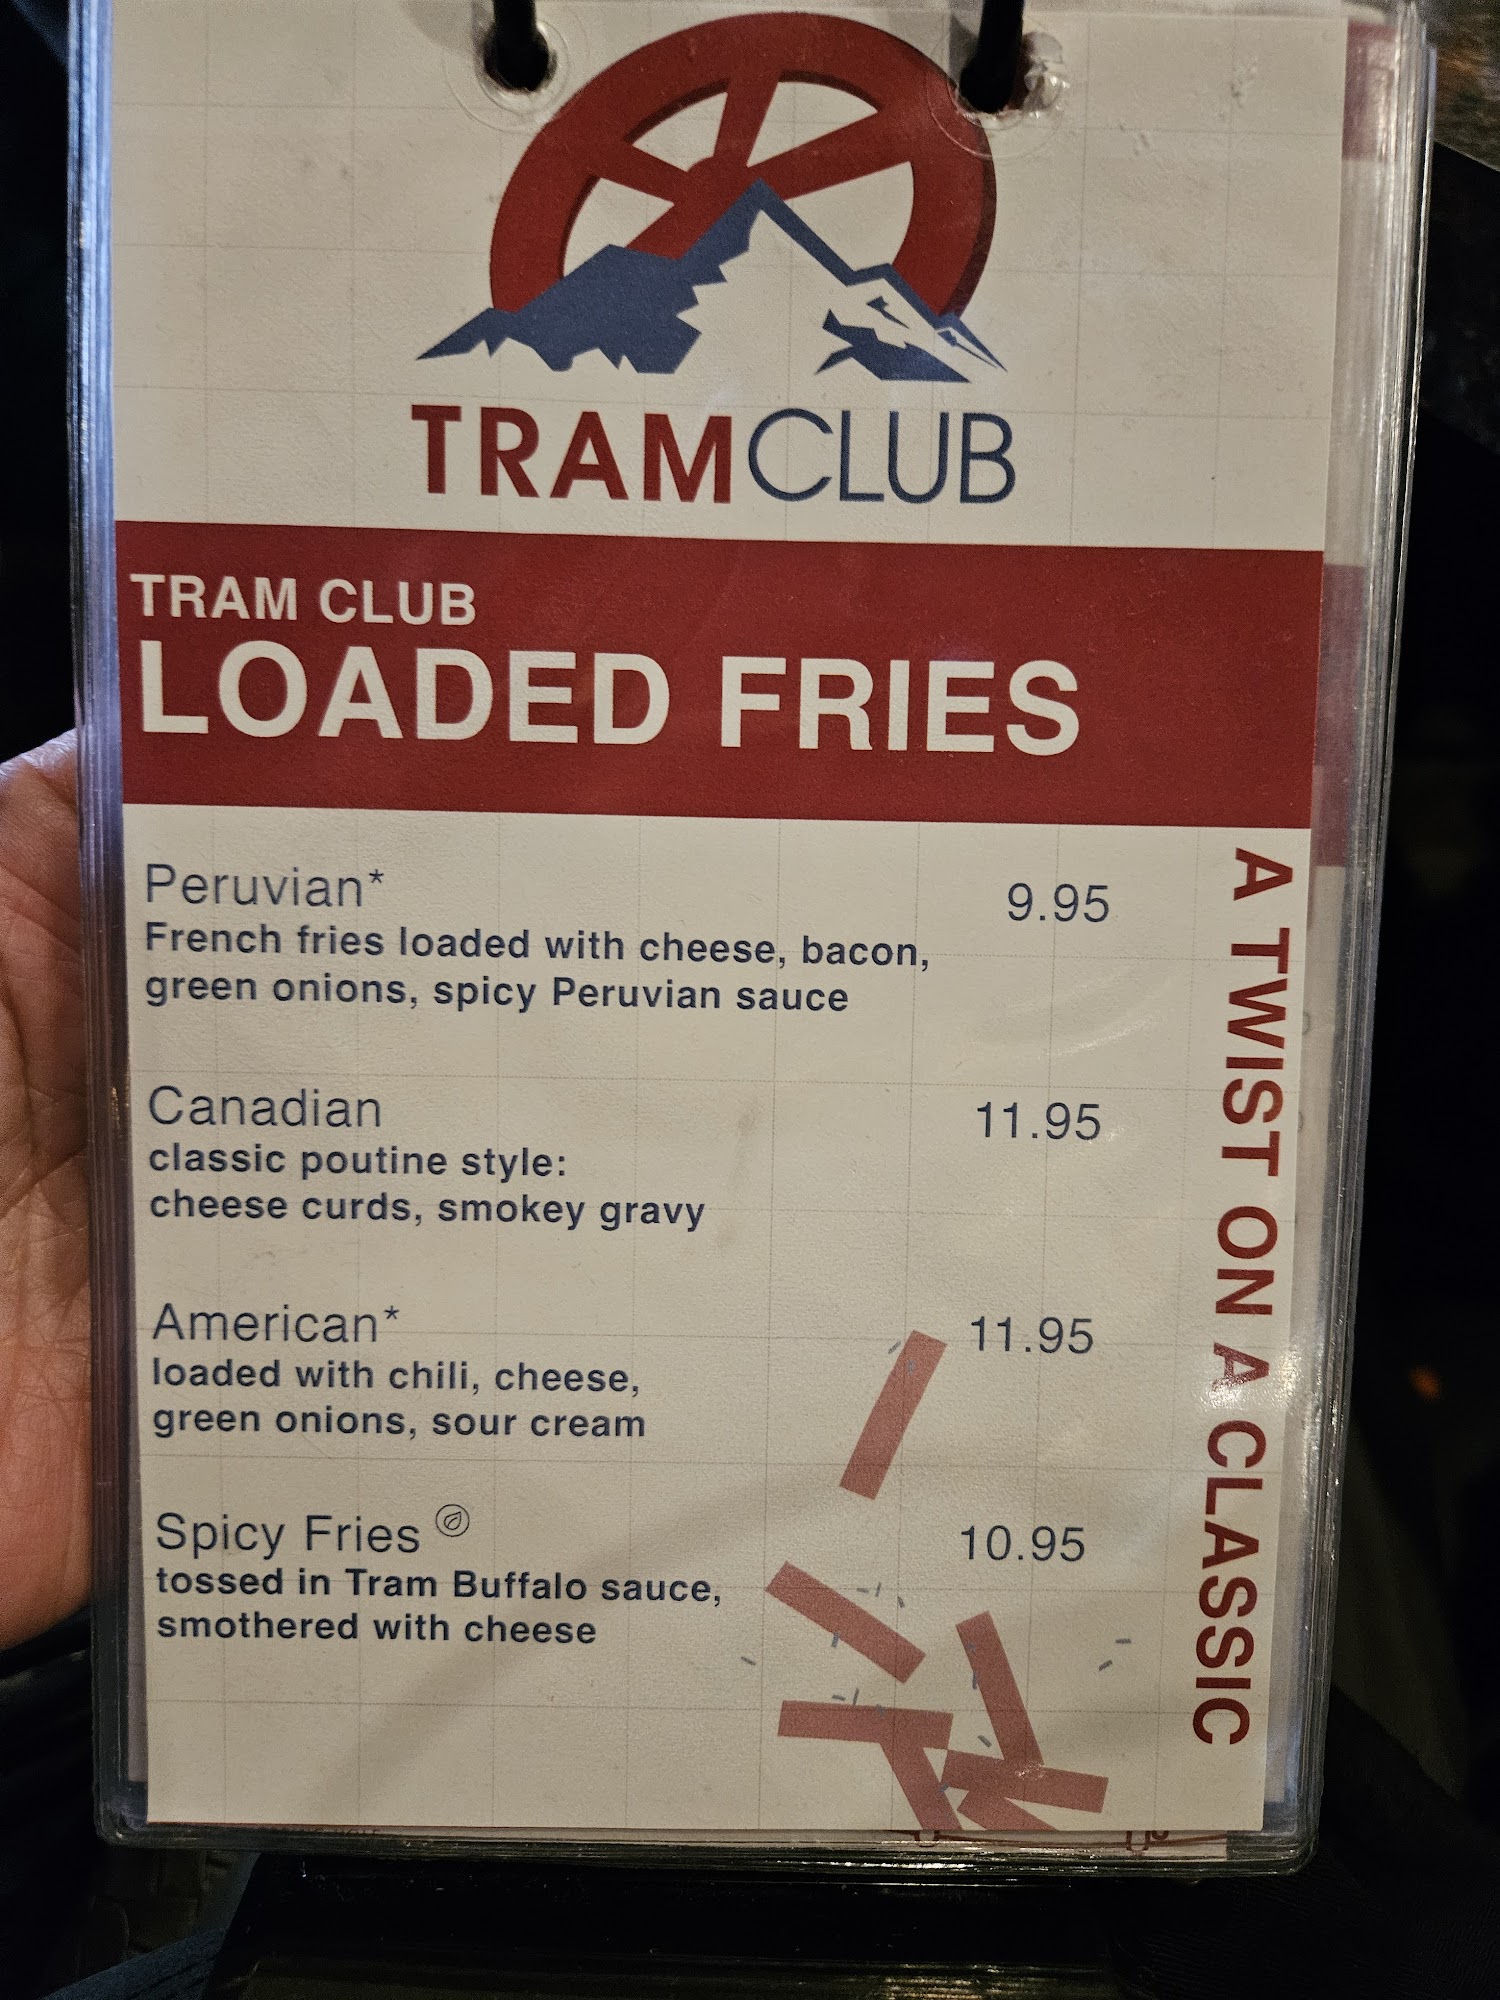 TRAMCLUB
TRAM CLUB
LOADED FRIES
Peruvian* 9.95
French fries loaded with cheese, bacon,
green onions, spicy Peruvian sauce
Canadian 11.95
classic poutine style:
cheese curds, smokey gravy
American* 11.95
loaded with chili, cheese,
green onions, sour cream
Spicy Fries 10.95
tossed in Tram Buffalo sauce,
smothered with cheese
A TWIST ON A CLASSIC